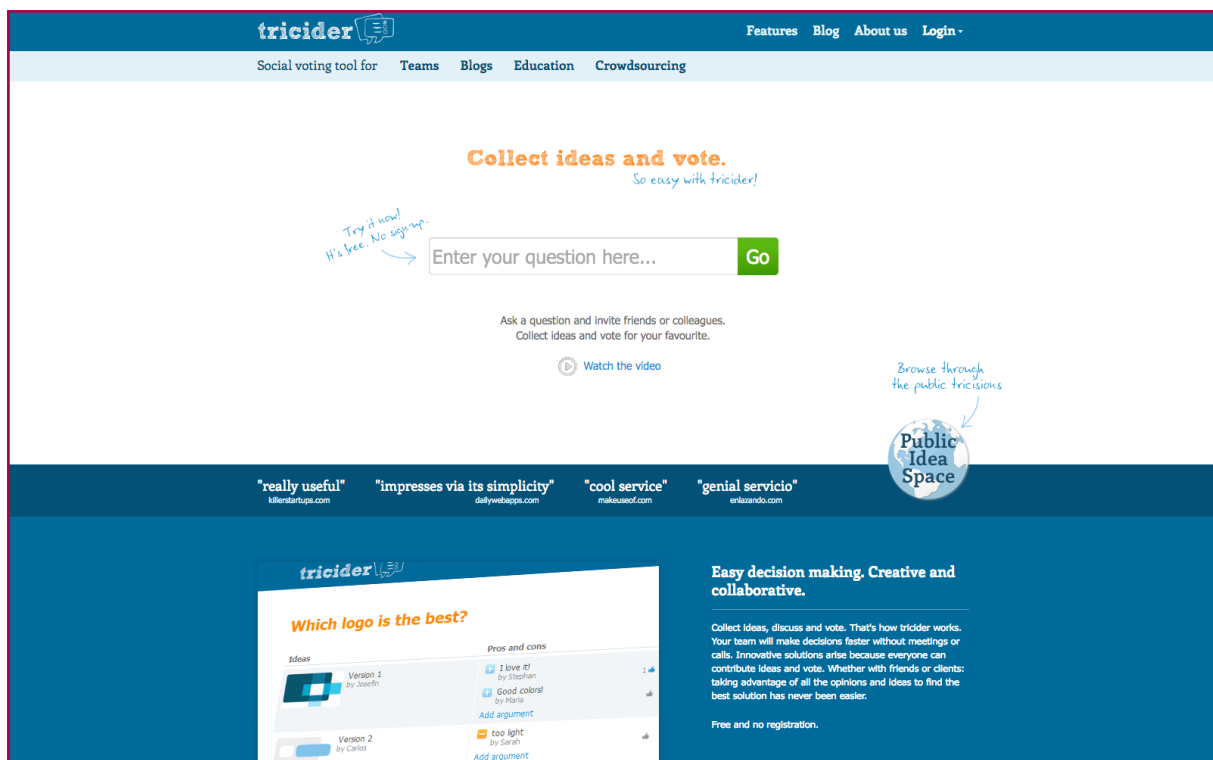 tricider
Features Blog About us Login
Social voting tool for Teams Blogs Education Crowdsourcing
Collect ideas and vote.
So easy with tricider!
Try it now!
It's free. No sign-up.
Enter your question here... Go
Ask a question and invite friends or colleagues.
Collect ideas and vote for your favourite.
Watch the video
Browse through
the public tricisions
Public
Idea
Space
"really useful" "impresses via its simplicity" "cool service" "genial servicio"
killerstartups.com dailywebapps.com makeuseof.com enlazando.com
tricider
Which logo is the best?
Ideas Pros and cons
Version 1
by Josefin
I love it!
by Stephan
1
Good colors!
by Maria
Add argument
Version 2
by Carlos
too light
by Sarah
Add argument
Easy decision making. Creative and
collaborative.
Collect ideas, discuss and vote. That's how tricider works.
Your team will make decisions faster without meetings or
calls. Innovative solutions arise because everyone can
contribute ideas and vote. Whether with friends or clients:
taking advantage of all the opinions and ideas to find the
best solution has never been easier.
Free and no registration.